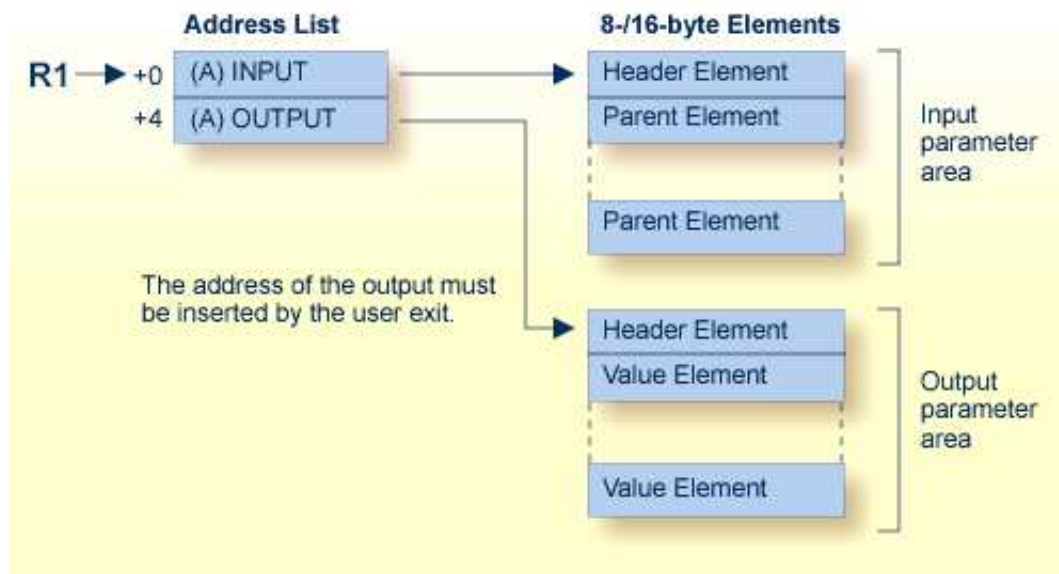 Address List
8-/16-byte Elements
R1
+0
(A) INPUT
+4
(A) OUTPUT
Header Element
Parent Element
Parent Element
Input
parameter
area
The address of the output must
be inserted by the user exit.
Header Element
Value Element
Value Element
Output
parameter
area